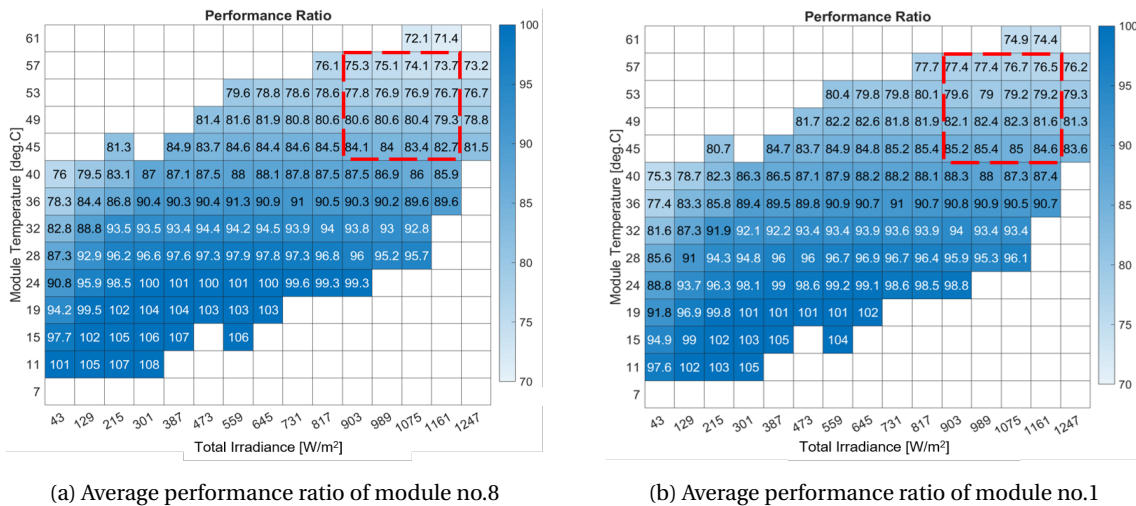 Performance Ratio
61 72.1 71.4
57 76.1 75.3 75.1 74.1 73.7 73.2
53 79.6 78.8 78.6 78.6 77.8 76.9 76.9 76.7 76.7
49 81.4 81.6 81.9 80.8 80.6 80.6 80.6 80.4 79.3 78.8
45 81.3 84.9 83.7 84.6 84.8 84.6 84.5 84.1 84 83.4 82.7 81.5
40 76 79.5 83.1 87 87.1 87.5 88 88.1 87.8 87.5 87.5 86.9 86 85.9
36 78.3 84.4 86.8 90.4 90.3 90.4 91.3 90.9 91 90.5 90.3 90.2 89.6 89.6
32 82.8 88.8 93.5 93.5 93.4 94.4 94.2 94.5 93.9 94 93.8 93 92.8
28 87.3 92.9 96.2 96.6 97.6 97.3 97.9 97.8 97.3 96.8 96 95.2 95.7
24 90.8 95.9 98.5 100 101 100 101 100 99.6 99.3 99.3
19 94.2 99.5 102 104 104 103 103 103
15 97.7 102 105 106 107 106
11 101 105 107 108
7
43 129 215 301 387 473 559 645 731 817 903 989 1075 1161 1247
Module Temperature [deg.C]
Total Irradiance [W/m²]
100
95
90
85
80
75
70
(a) Average performance ratio of module no.8
Performance Ratio
61 74.9 74.4
57 77.7 77.4 77.4 76.7 76.5 76.2
53 80.4 79.8 79.8 80.1 79.6 79 79.2 79.2 79.3
49 81.7 82.2 82.6 81.8 81.9 82.1 82.4 82.3 81.6 81.3
45 80.7 84.7 83.7 84.9 84.8 85.2 85.4 85.2 85.4 85 84.6 83.6
40 75.3 78.7 82.3 86.3 86.5 87.1 87.9 88.2 88.2 88.1 88.3 88 87.3 87.4
36 77.4 83.3 85.8 89.4 89.5 89.8 90.9 90.7 91 90.7 90.8 90.9 90.5 90.7
32 81.6 87.3 91.9 92.1 92.2 93.4 93.4 93.9 93.6 93.9 94 93.4 93.4
28 85.6 91 94.3 94.8 96 96 96.7 96.9 96.7 96.4 95.9 95.3 96.1
24 88.8 93.7 96.3 98.1 99 98.6 99.2 99.1 98.6 98.5 98.8
19 91.8 96.9 99.8 101 101 101 101 102
15 94.9 99 102 103 105 104
11 97.6 102 103 105
7
43 129 215 301 387 473 559 645 731 817 903 989 1075 1161 1247
Module Temperature [deg.C]
Total Irradiance [W/m²]
100
95
90
85
80
75
70
(b) Average performance ratio of module no.1